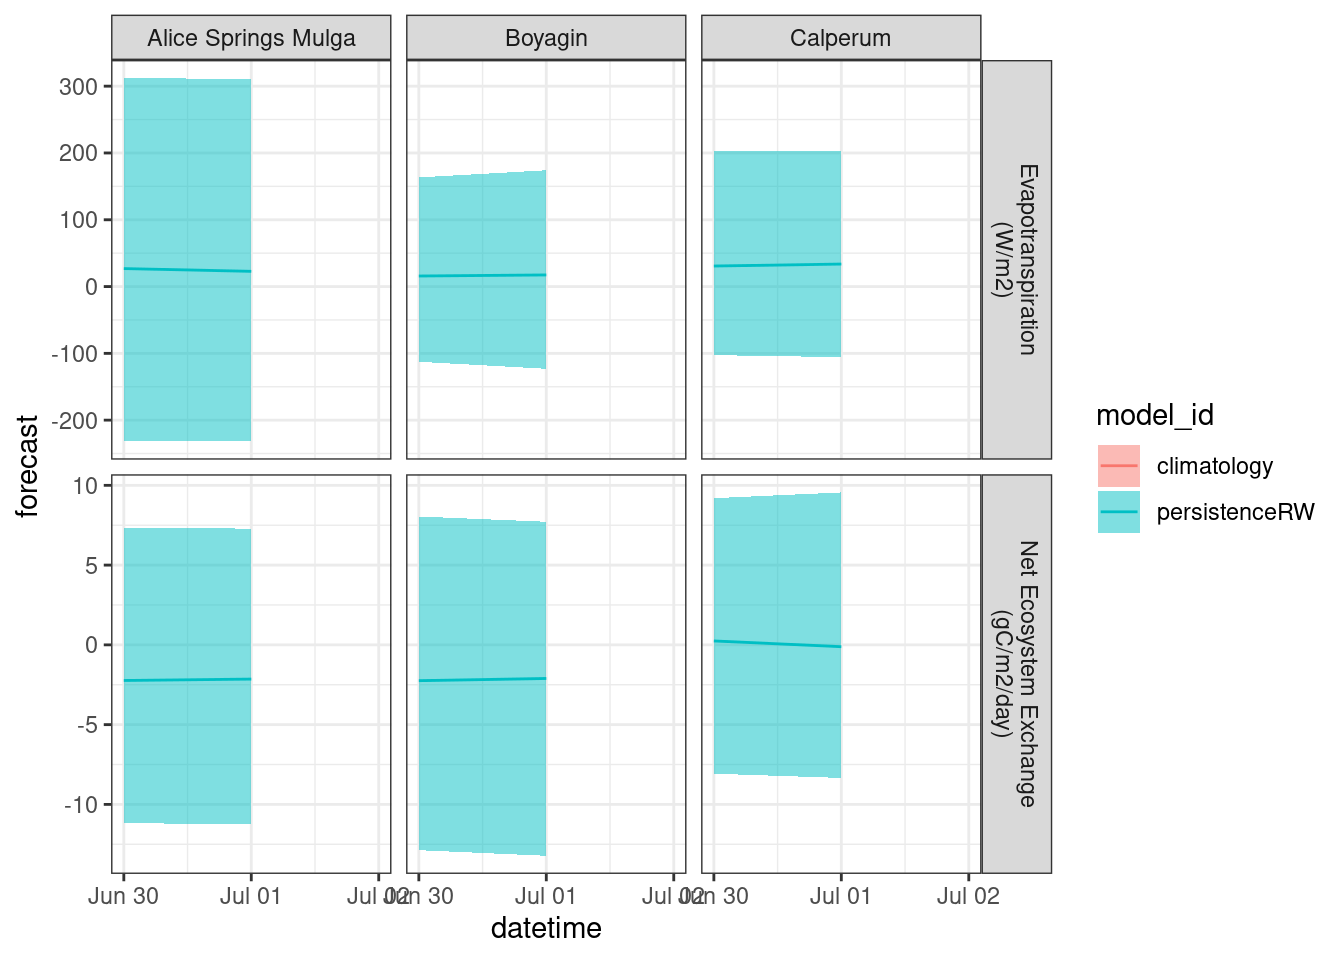 Alice Springs Mulga
Boyagin
Calperum
300
200
100
0
-100
-200
Evapotranspiration
(W/m2)
10
5
0
-5
-10
Net Ecosystem Exchange
(gC/m2/day)
Jun 30
Jul 01
Jul 02
Jun 30
Jul 01
Jul 02
Jun 30
Jul 01
Jul 02
datetime
forecast
model_id
climatology
persistenceRW